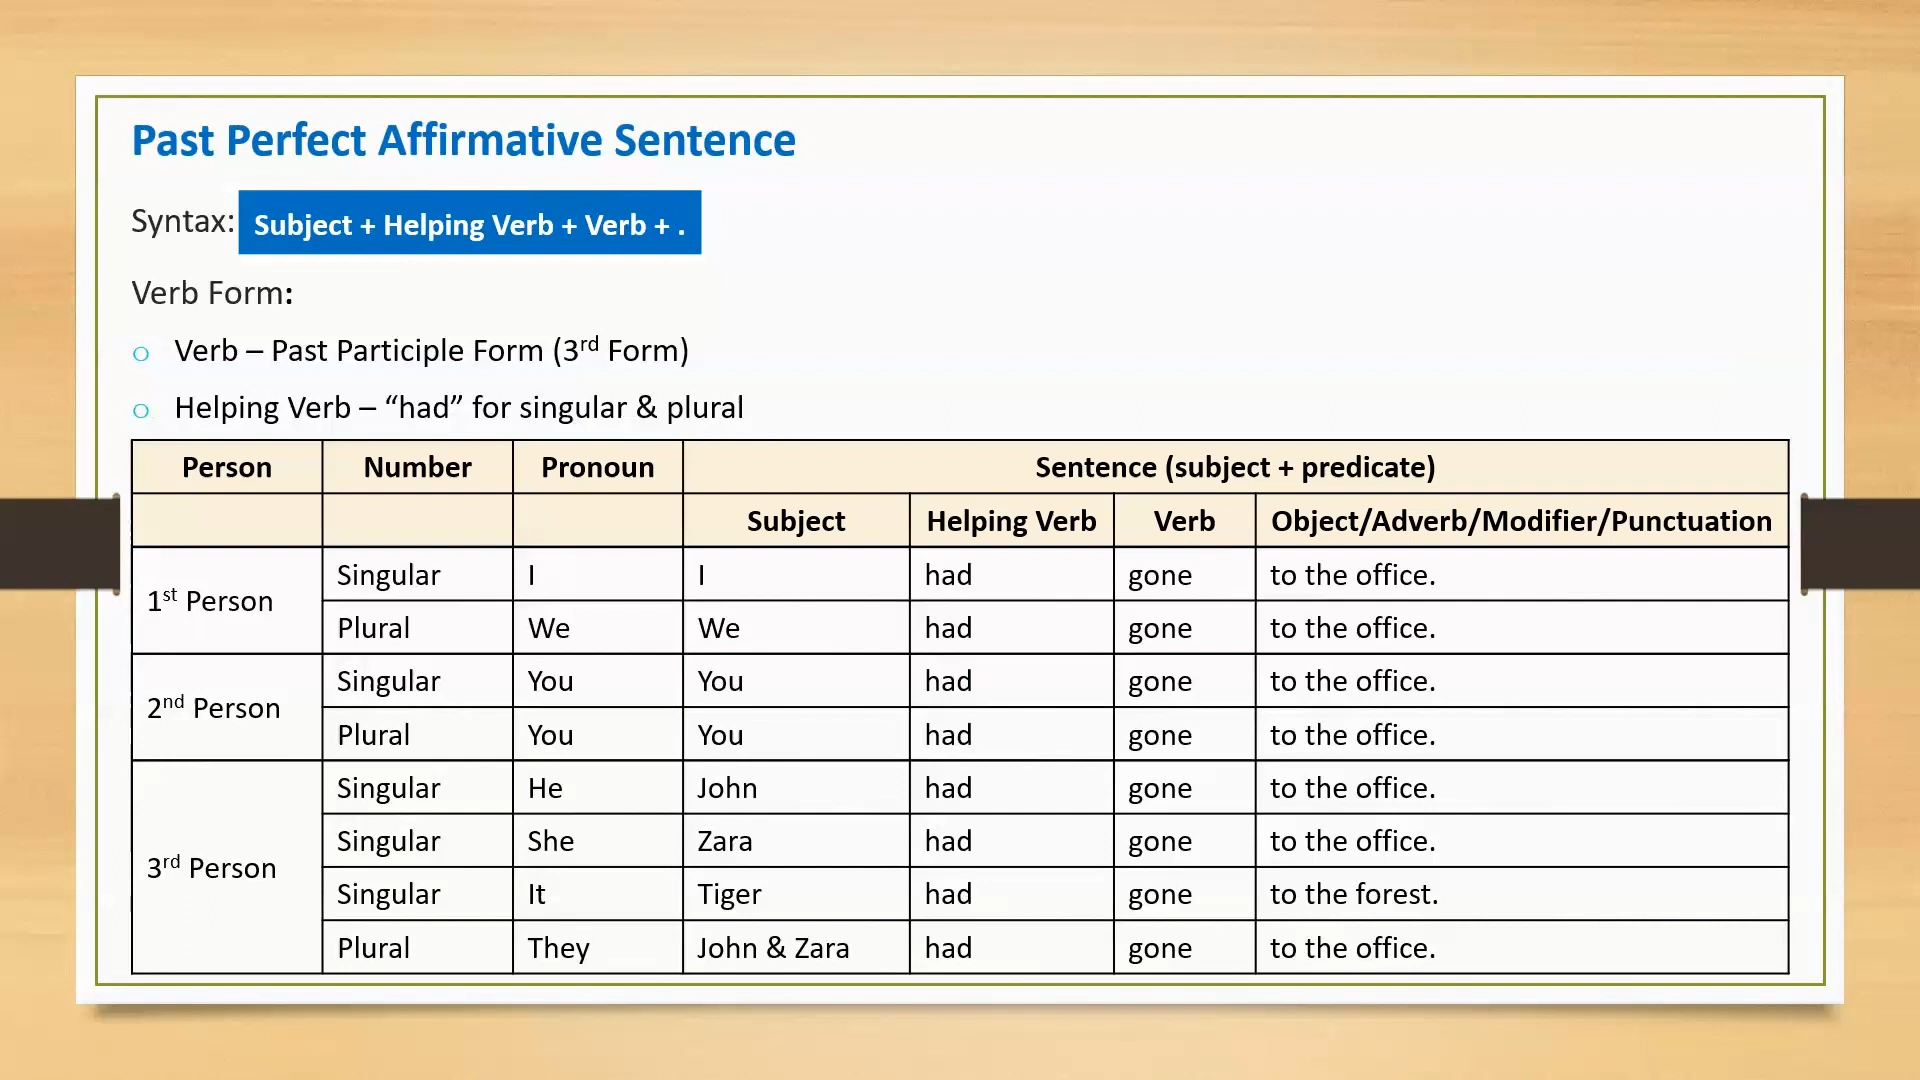 Past Perfect Affirmative Sentence
Syntax: Subject + Helping Verb + Verb + .
Verb Form:
o Verb – Past Participle Form (3rd Form)
o Helping Verb – “had” for singular & plural
Person Number Pronoun Sentence (subject + predicate)
Subject Helping Verb Verb Object/Adverb/Modifier/Punctuation
1st Person
Singular I I had gone to the office.
Plural We We had gone to the office.
2nd Person
Singular You You had gone to the office.
Plural You You had gone to the office.
3rd Person
Singular He John had gone to the office.
Singular She Zara had gone to the office.
Singular It Tiger had gone to the forest.
Plural They John & Zara had gone to the office.